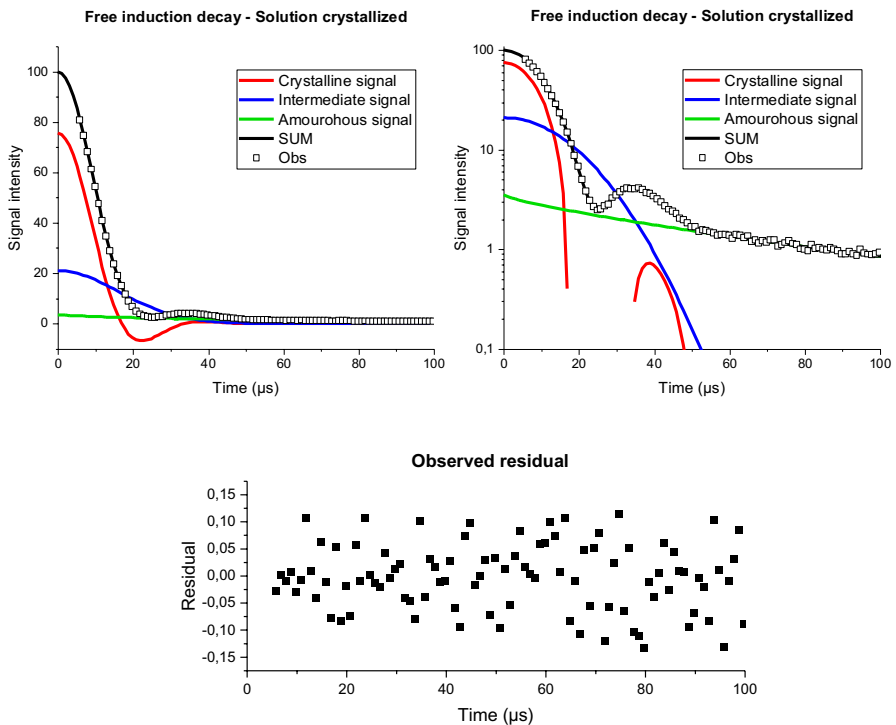 Free induction decay - Solution crystallized
Signal intensity
100
80
60
40
20
0
Crystalline signal
Intermediate signal
Amourohous signal
SUM
Obs
0 20 40 60 80 100
Time (µs)
Free induction decay - Solution crystallized
Signal intensity
100
10
1
0,1
Crystalline signal
Intermediate signal
Amourohous signal
SUM
Obs
0 20 40 60 80 100
Time (µs)
Observed residual
Residual
0,15
0,10
0,05
0,00
-0,05
-0,10
-0,15
0 20 40 60 80 100
Time (µs)